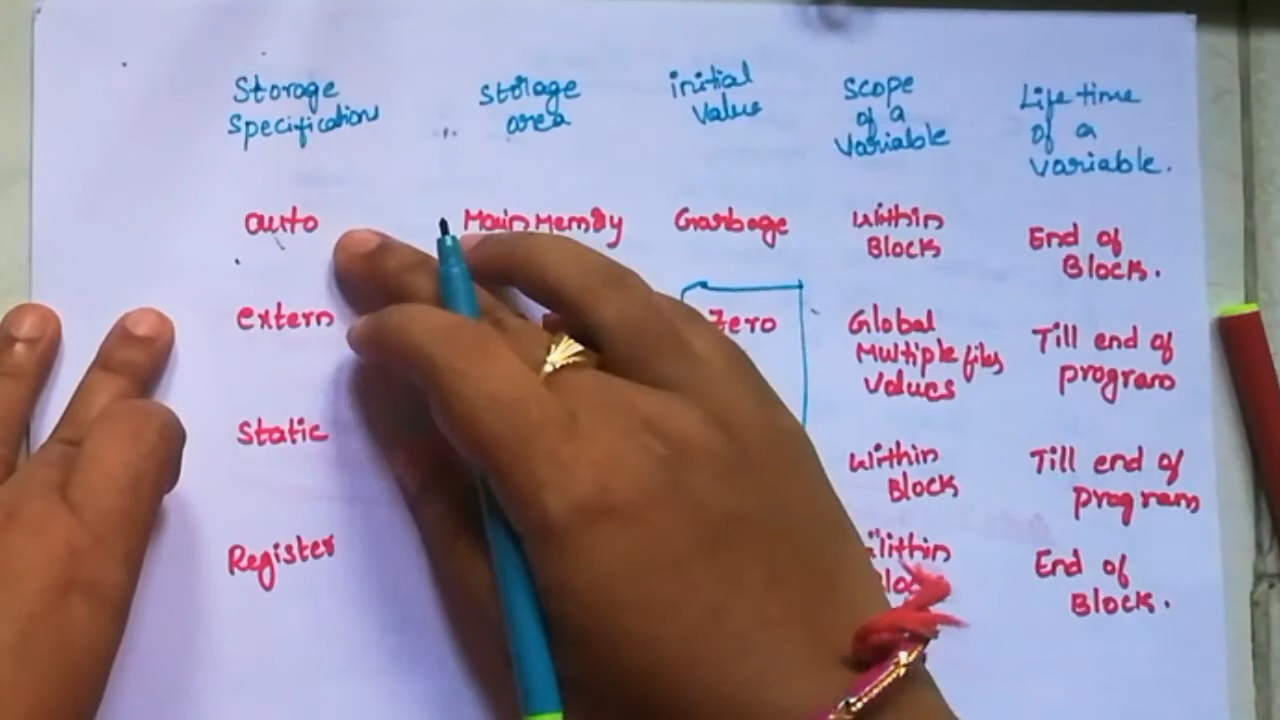 Storage
Specifications
Storage
area
initial
Value
Scope
of a
Variable
Life time
of a
variable.
auto
Main Memory
Garbage
Within
Block
End of
Block.
extern
Zero
Global
Multiple files
Values
Till end of
program
Static
Within
Block
Till end of
program
Register
Within
End of
Block.